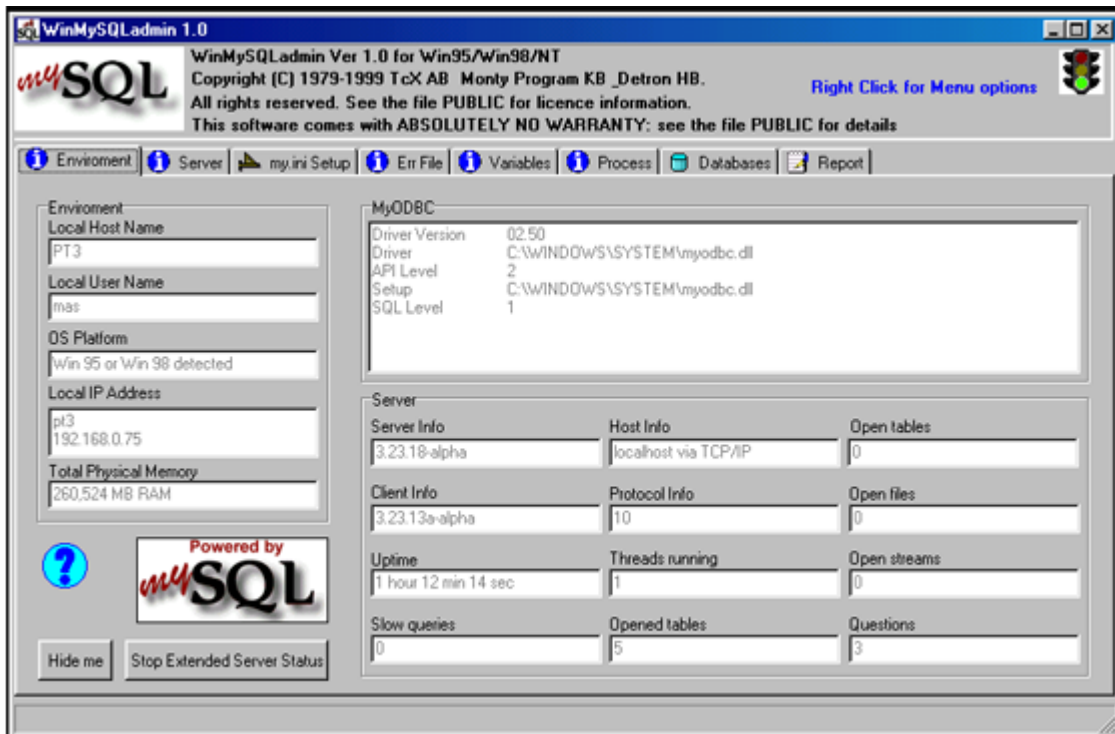 WinMySQLadmin 1.0
mySQL
WinMySQLadmin Ver 1.0 for Win95/Win98/NT
Copyright (C) 1979-1999 TcX AB Monty Program KB _Detron HB.
All rights reserved. See the file PUBLIC for licence information.
This software comes with ABSOLUTELY NO WARRANTY: see the file PUBLIC for details
Right Click for Menu options
Enviroment Server my.ini Setup Err File Variables Process Databases Report
Enviroment
Local Host Name
PT3
Local User Name
mas
OS Platform
Win 95 or Win 98 detected
Local IP Address
pt3
192.168.0.75
Total Physical Memory
260,524 MB RAM
Powered by
mySQL
Hide me
Stop Extended Server Status
MyODBC
Driver Version 02.50
Driver C:\WINDOWS\SYSTEM\myodbc.dll
API Level 2
Setup C:\WINDOWS\SYSTEM\myodbc.dll
SQL Level 1
Server
Server Info Host Info Open tables
3.23.18-alpha localhost via TCP/IP 0
Client Info Protocol Info Open files
3.23.13a-alpha 10 0
Uptime Threads running Open streams
1 hour 12 min 14 sec 1 0
Slow queries Opened tables Questions
0 5 3